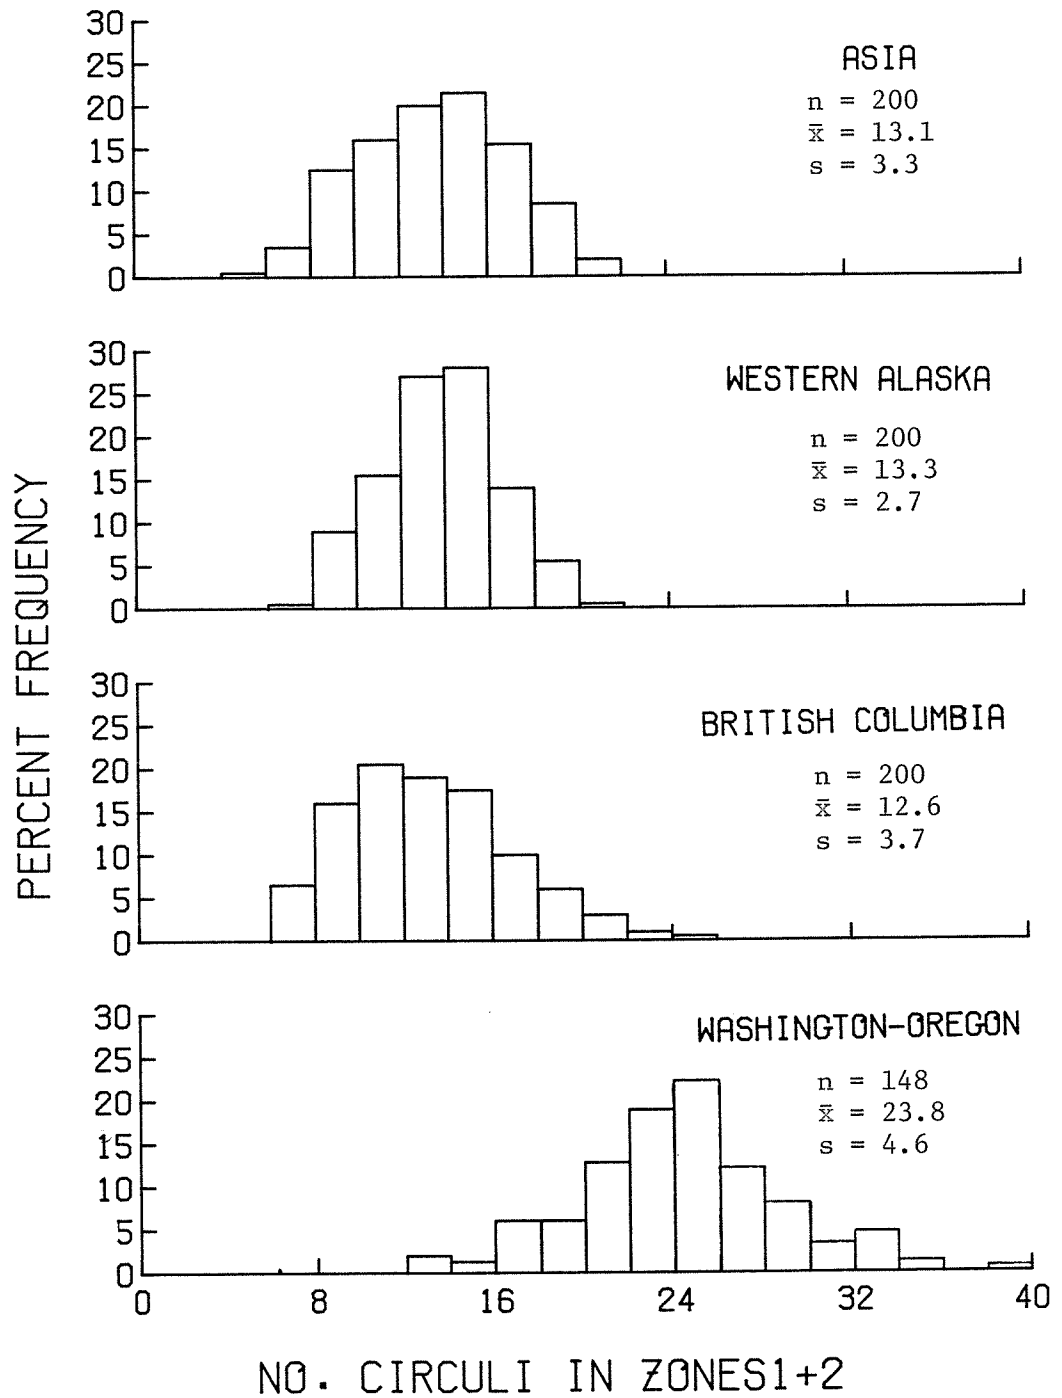 PERCENT FREQUENCY
30
25
20
15
10
5
0
ASIA
n = 200
x̄ = 13.1
s = 3.3
30
25
20
15
10
5
0
WESTERN ALASKA
n = 200
x̄ = 13.3
s = 2.7
30
25
20
15
10
5
0
BRITISH COLUMBIA
n = 200
x̄ = 12.6
s = 3.7
30
25
20
15
10
5
0
WASHINGTON-OREGON
n = 148
x̄ = 23.8
s = 4.6
0 8 16 24 32 40
NO. CIRCULI IN ZONES1+2